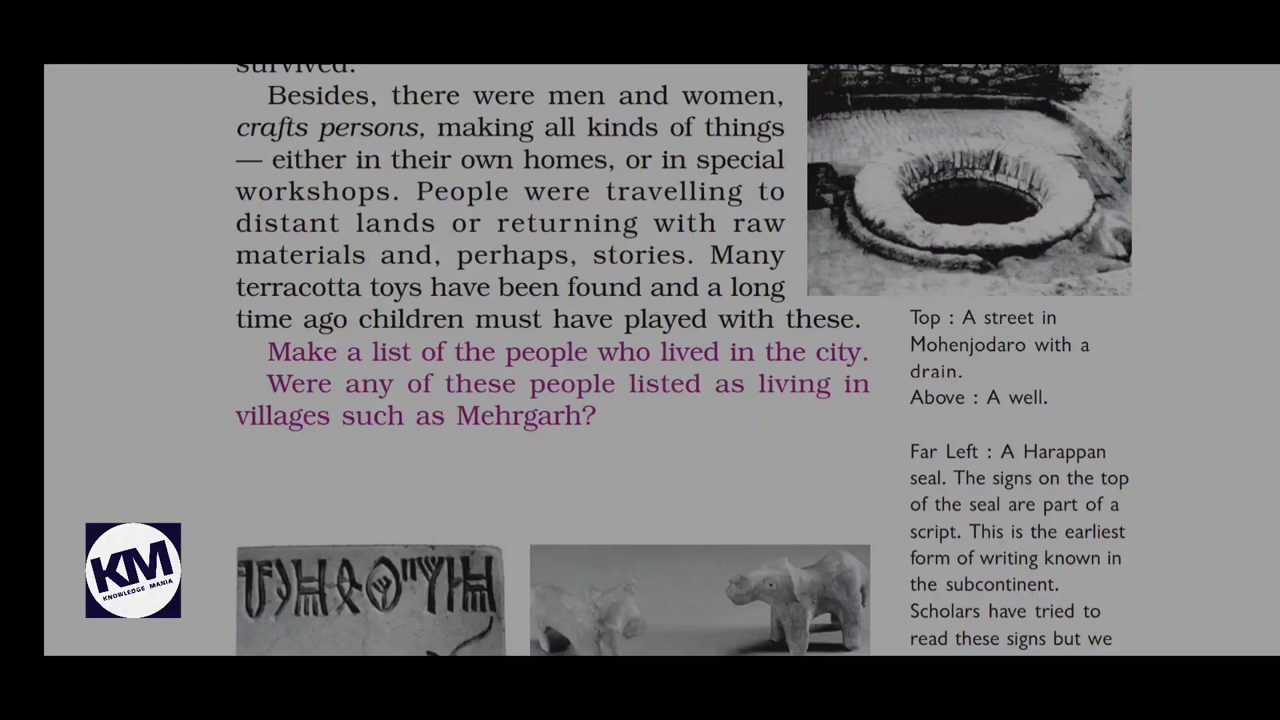 survived.
Besides, there were men and women,
crafts persons, making all kinds of things
— either in their own homes, or in special
workshops. People were travelling to
distant lands or returning with raw
materials and, perhaps, stories. Many
terracotta toys have been found and a long
time ago children must have played with these.
Make a list of the people who lived in the city.
Were any of these people listed as living in
villages such as Mehrgarh?
Top : A street in
Mohenjodaro with a
drain.
Above : A well.
Far Left : A Harappan
seal. The signs on the top
of the seal are part of a
script. This is the earliest
form of writing known in
the subcontinent.
Scholars have tried to
read these signs but we
KM
KNOWLEDGE MANIA